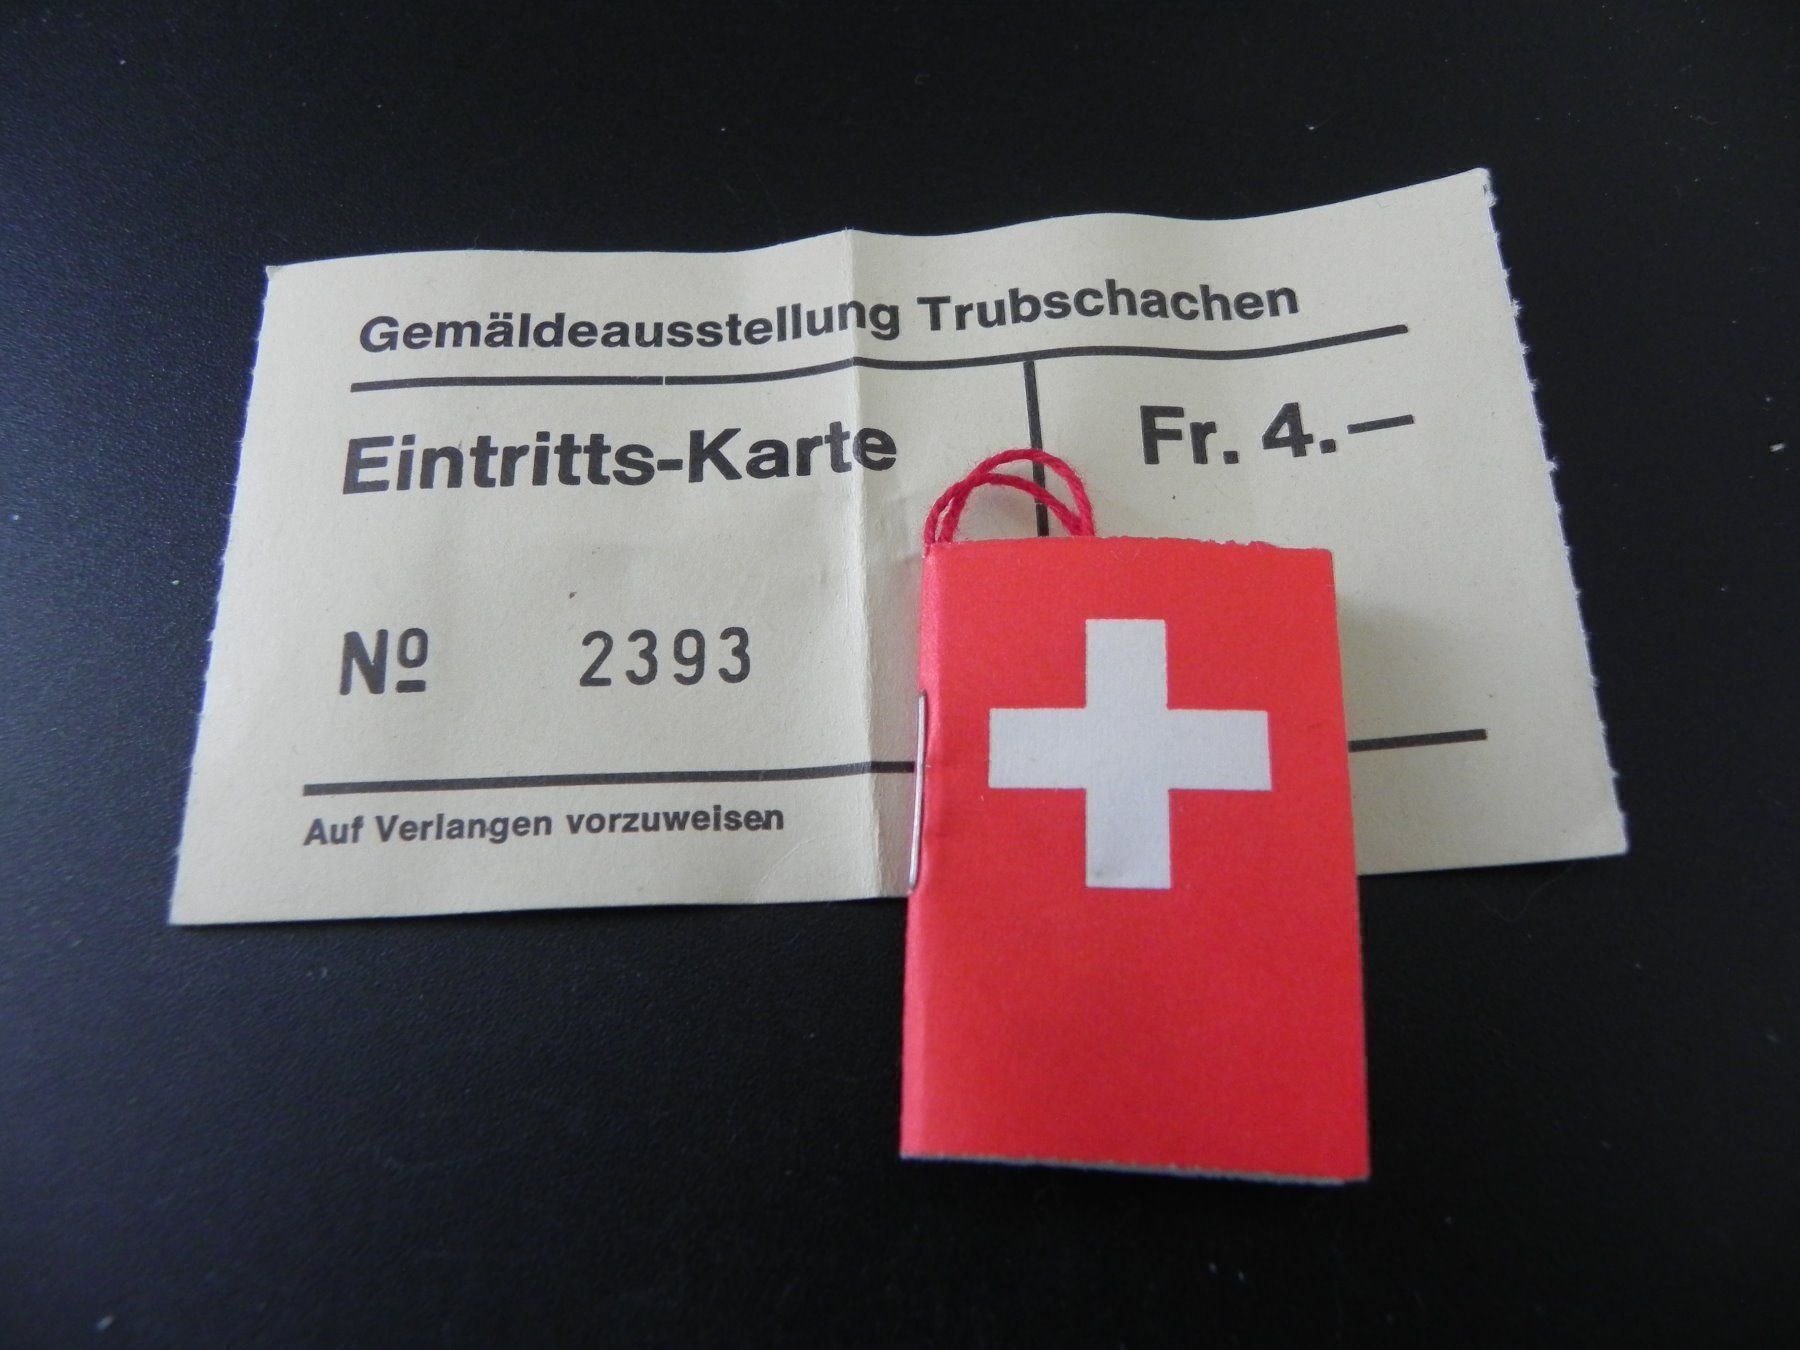 Gemäldeausstellung Trubschachen
Eintritts-Karte
Fr. 4.—
Nº 2393
Auf Verlangen vorzuweisen